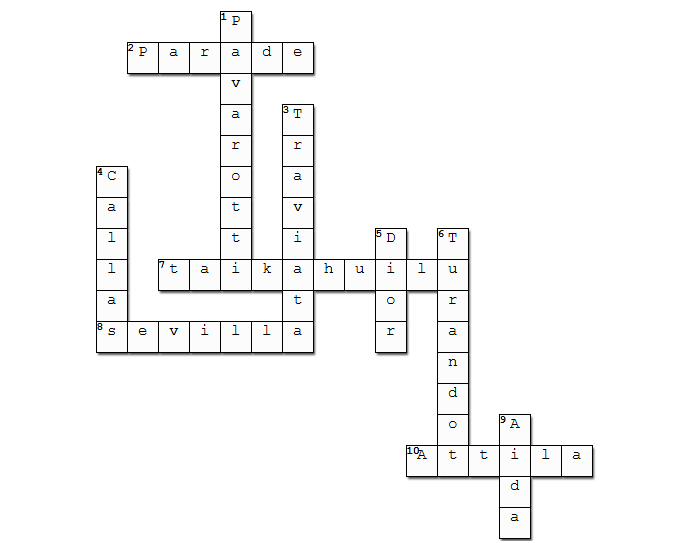 1 Pavarotti
2 Parade
3 Traviata
4 Callas
5 Dior
6 Turandot
7 taikahuilu
8 sevilla
9 Aida
10 Attila